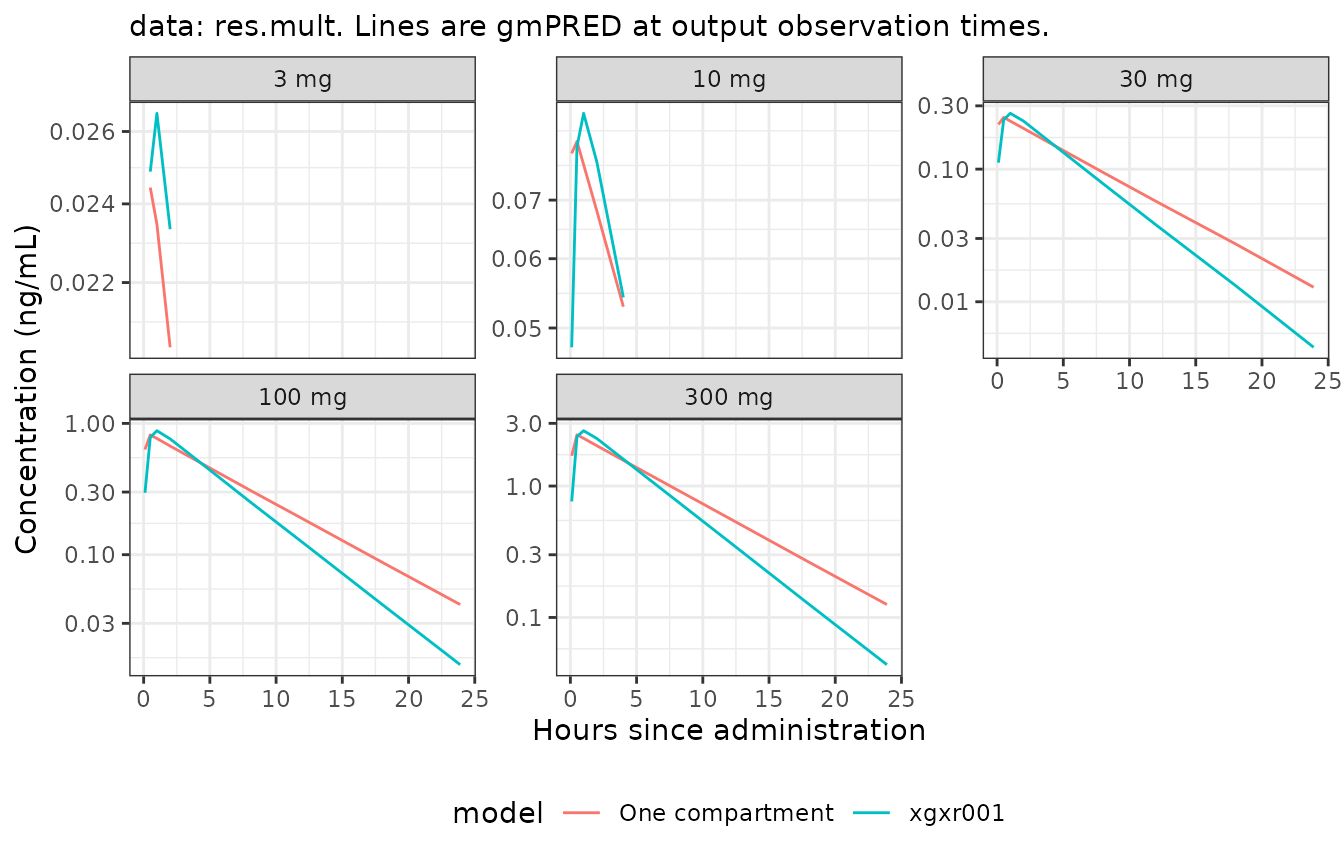 data: res.mult. Lines are gmPRED at output observation times.
3 mg
10 mg
30 mg
0.026
0.024
0.022
0.07
0.06
0.05
0.30
0.10
0.03
0.01
0 5 10 15 20 25
100 mg
300 mg
1.00
0.30
0.10
0.03
3.0
1.0
0.3
0.1
0 5 10 15 20 25
0 5 10 15 20 25
Concentration (ng/mL)
Hours since administration
model One compartment xgxr001